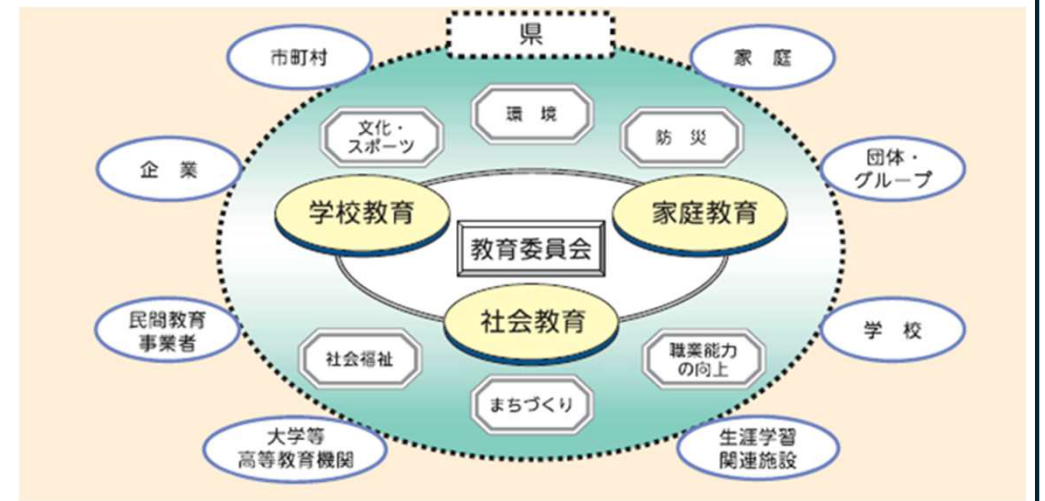 県
市町村
家 庭
環 境
文化・
スポーツ
防 災
企 業
団体・
グループ
学校教育
家庭教育
教育委員会
社会教育
民間教育
事業者
学 校
社会福祉
職業能力
の向上
まちづくり
大学等
高等教育機関
生涯学習
関連施設